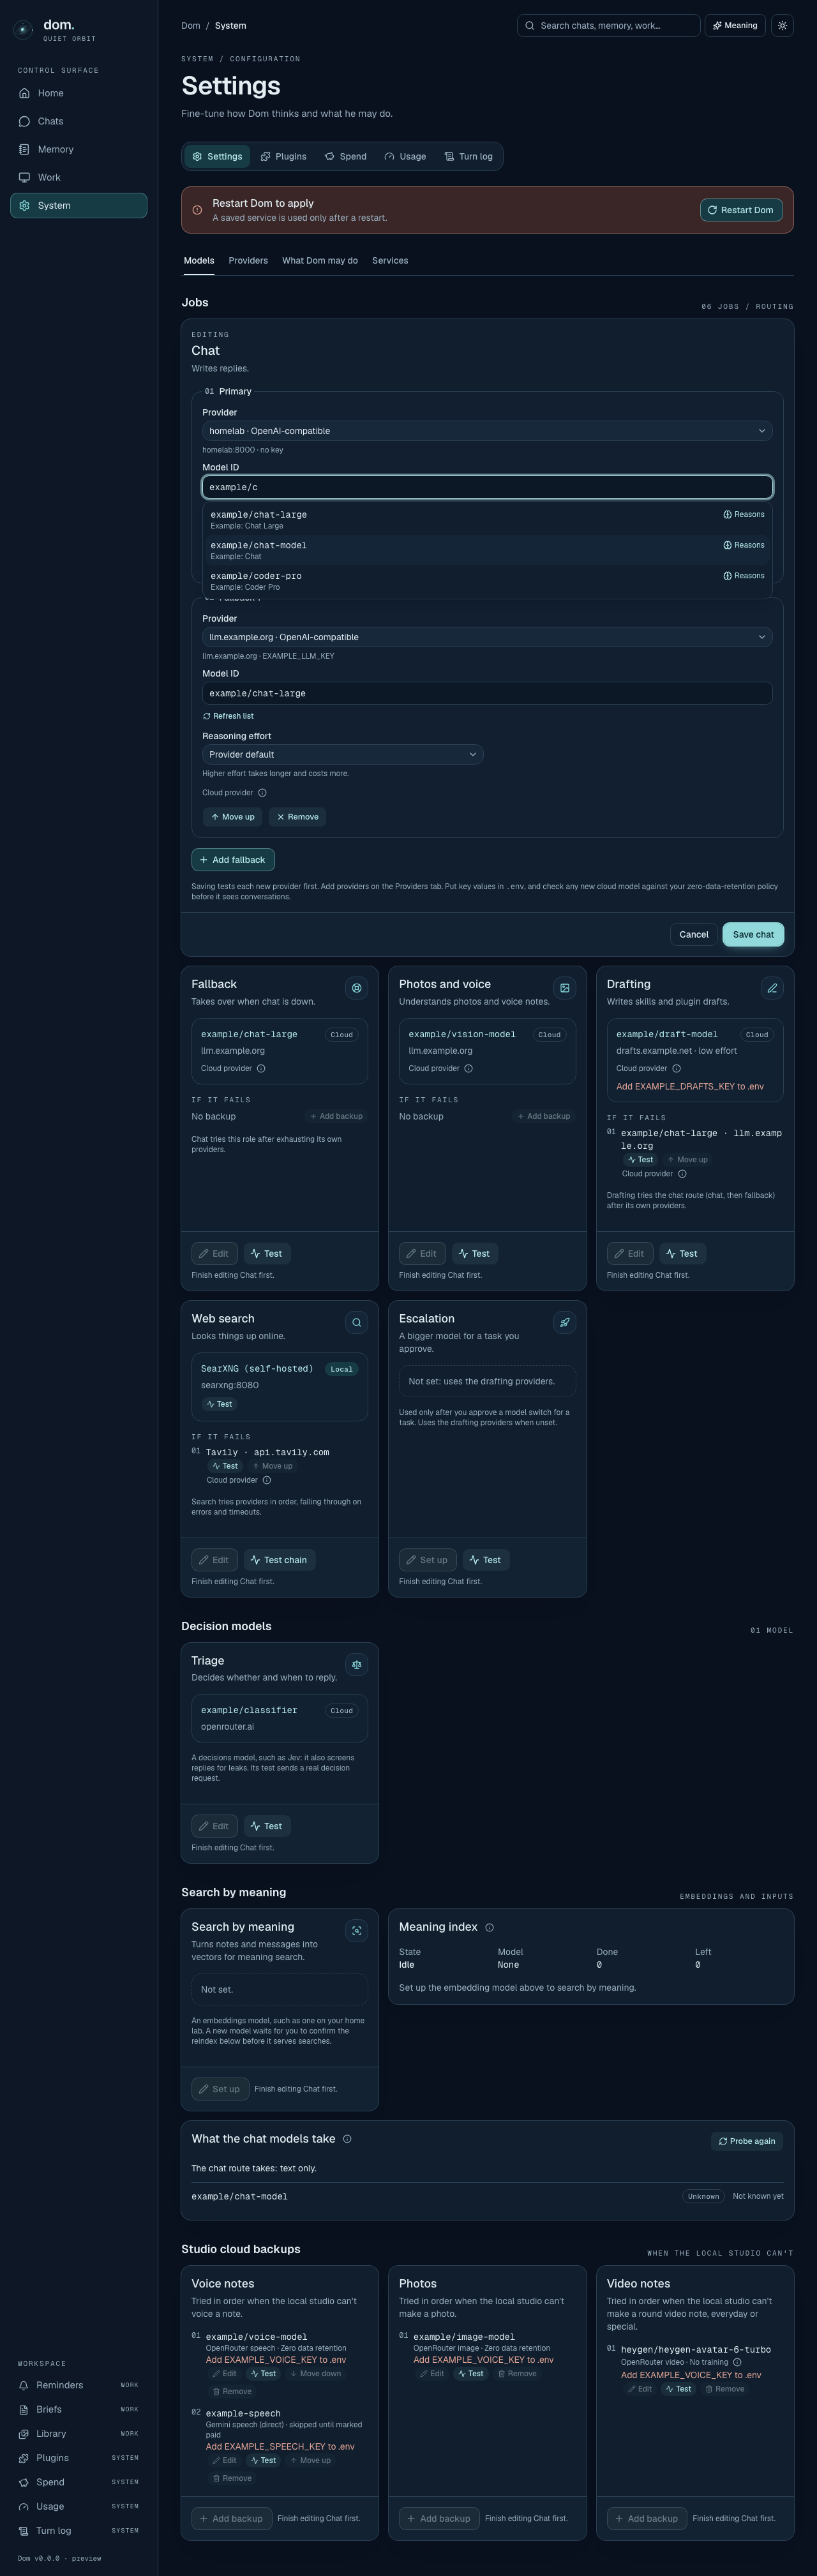 dom.
QUIET ORBIT
CONTROL SURFACE
Home
Chats
Memory
Work
System
Dom / System
Search chats, memory, work...
Meaning
SYSTEM / CONFIGURATION
Settings
Fine-tune how Dom thinks and what he may do.
Settings
Plugins
Spend
Usage
Turn log
Restart Dom to apply
A saved service is used only after a restart.
Restart Dom
Models
Providers
What Dom may do
Services
Jobs
06 JOBS / ROUTING
EDITING
Chat
Writes replies.
01 Primary
Provider
homelab · OpenAI-compatible
homelab:8000 · no key
Model ID
example/c
example/chat-large
Reasons
Example: Chat Large
example/chat-model
Reasons
Example: Chat
example/coder-pro
Reasons
Example: Coder Pro
Provider
llm.example.org · OpenAI-compatible
llm.example.org · EXAMPLE_LLM_KEY
Model ID
example/chat-large
Refresh list
Reasoning effort
Provider default
Higher effort takes longer and costs more.
Cloud provider
Move up
Remove
Add fallback
Saving tests each new provider first. Add providers on the Providers tab. Put key values in .env, and check any new cloud model against your zero-data-retention policy
before it sees conversations.
Cancel
Save chat
Fallback
Takes over when chat is down.
example/chat-large
Cloud
llm.example.org
Cloud provider
IF IT FAILS
No backup
Add backup
Chat tries this role after exhausting its own
providers.
Edit
Test
Finish editing Chat first.
Photos and voice
Understands photos and voice notes.
example/vision-model
Cloud
llm.example.org
Cloud provider
IF IT FAILS
No backup
Add backup
Edit
Test
Finish editing Chat first.
Drafting
Writes skills and plugin drafts.
example/draft-model
Cloud
drafts.example.net · low effort
Cloud provider
Add EXAMPLE_DRAFTS_KEY to .env
IF IT FAILS
01 example/chat-large · llm.examp
le.org
Test
Move up
Cloud provider
Drafting tries the chat route (chat, then fallback)
after its own providers.
Edit
Test
Finish editing Chat first.
Web search
Looks things up online.
SearXNG (self-hosted)
Local
searxng:8080
Test
IF IT FAILS
01 Tavily · api.tavily.com
Test
Move up
Cloud provider
Search tries providers in order, falling through on
errors and timeouts.
Edit
Test chain
Finish editing Chat first.
Escalation
A bigger model for a task you
approve.
Not set: uses the drafting providers.
Used only after you approve a model switch for a
task. Uses the drafting providers when unset.
Set up
Test
Finish editing Chat first.
Decision models
01 MODEL
Triage
Decides whether and when to reply.
example/classifier
Cloud
openrouter.ai
A decisions model, such as Jev: it also screens
replies for leaks. Its test sends a real decision
request.
Edit
Test
Finish editing Chat first.
Search by meaning
EMBEDDINGS AND INPUTS
Search by meaning
Turns notes and messages into
vectors for meaning search.
Not set.
An embeddings model, such as one on your home
lab. A new model waits for you to confirm the
reindex below before it serves searches.
Set up
Finish editing Chat first.
Meaning index
State
Model
Done
Left
Idle
None
0
0
Set up the embedding model above to search by meaning.
What the chat models take
Probe again
The chat route takes: text only.
example/chat-model
Unknown
Not known yet
Studio cloud backups
WHEN THE LOCAL STUDIO CAN'T
Voice notes
Tried in order when the local studio can't
voice a note.
01 example/voice-model
OpenRouter speech · Zero data retention
Add EXAMPLE_VOICE_KEY to .env
Edit
Test
Move down
Remove
02 example-speech
Gemini speech (direct) · skipped until marked
paid
Add EXAMPLE_SPEECH_KEY to .env
Edit
Test
Move up
Remove
Add backup
Finish editing Chat first.
Photos
Tried in order when the local studio can't
make a photo.
01 example/image-model
OpenRouter image · Zero data retention
Add EXAMPLE_VOICE_KEY to .env
Edit
Test
Remove
Add backup
Finish editing Chat first.
Video notes
Tried in order when the local studio can't
make a round video note, everyday or
special.
01 heygen/heygen-avatar-6-turbo
OpenRouter video · No training
Add EXAMPLE_VOICE_KEY to .env
Edit
Test
Remove
Add backup
Finish editing Chat first.
WORKSPACE
Reminders WORK
Briefs WORK
Library WORK
Plugins SYSTEM
Spend SYSTEM
Usage SYSTEM
Turn log SYSTEM
Dom v0.0.0 · preview